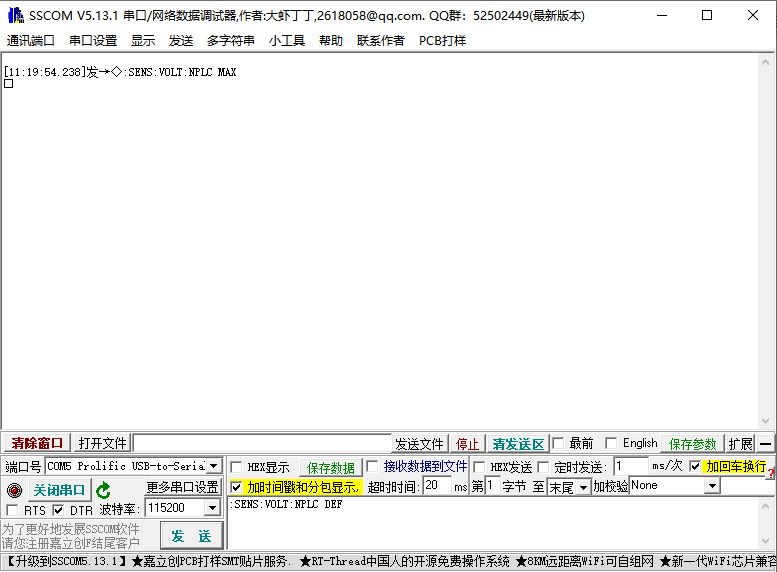 SSCOM V5.13.1 串口/网络数据调试器,作者:大虾丁丁,2618058@qq.com. QQ群: 52502449(最新版本)
通讯端口 串口设置 显示 发送 多字符串 小工具 帮助 联系作者 PCB打样
[11:19:54.238]发→◇:SENS:VOLT:NPLC MAX
□
清除窗口 打开文件 发送文件 停止 清发送区 最前 English 保存参数 扩展 —
端口号 COM5 Prolific USB-to-Seria HEX显示 保存数据 接收数据到文件 HEX发送 定时发送: 1 ms/次 加回车换行 ?
关闭串口 更多串口设置 加时间戳和分包显示, 超时时间: 20 ms 第 1 字节 至 末尾 加校验 None
RTS DTR 波特率: 115200 :SENS:VOLT:NPLC DEF
为了更好地发展SSCOM软件
请您注册嘉立创F结尾客户
发 送
【升级到SSCOM5.13.1】★嘉立创PCB打样SMT贴片服务. ★RT-Thread中国人的开源免费操作系统 ★8KM远距离WiFi可自组网 ★新一代WiFi芯片兼容